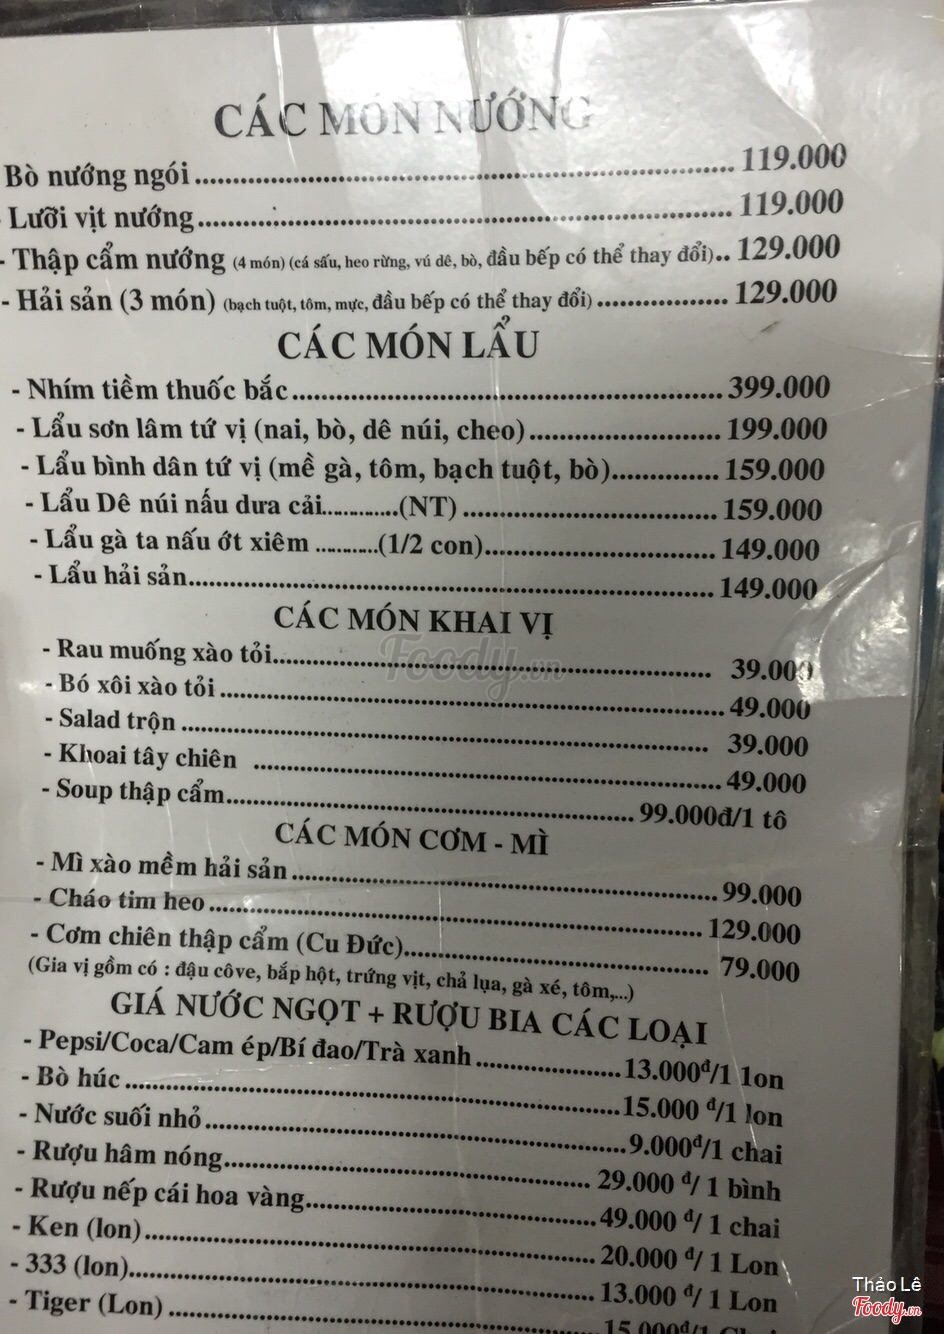 CÁC MÓN NƯỚNG
Bò nướng ngói.......... 119.000
- Lưỡi vịt nướng.......... 119.000
- Thập cẩm nướng (4 món) (cá sấu, heo rừng, vú dê, bò, đầu bếp có thể thay đổi).. 129.000
- Hải sản (3 món) (bạch tuột, tôm, mực, đầu bếp có thể thay đổi) .......... 129.000
CÁC MÓN LẨU
- Nhím tiềm thuốc bắc .......... 399.000
- Lẩu sơn lâm tứ vị (nai, bò, dê núi, cheo).......... 199.000
- Lẩu bình dân tứ vị (mề gà, tôm, bạch tuột, bò).......... 159.000
- Lẩu Dê núi nấu dưa cải..........(NT) .......... 159.000
- Lẩu gà ta nấu ớt xiêm ..........(1/2 con).......... 149.000
- Lẩu hải sản.......... 149.000
CÁC MÓN KHAI VỊ
- Rau muống xào tỏi.......... 39.000
- Bó xôi xào tỏi .......... 49.000
- Salad trộn .......... 39.000
- Khoai tây chiên .......... 49.000
- Soup thập cẩm.......... 99.000đ/1 tô
CÁC MÓN CƠM - MÌ
- Mì xào mềm hải sản .......... 99.000
- Cháo tim heo .......... 129.000
- Cơm chiên thập cẩm (Cu Đức).......... 79.000
(Gia vị gồm có : đậu côve, bắp hột, trứng vịt, chả lụa, gà xé, tôm,...)
GIÁ NƯỚC NGỌT + RƯỢU BIA CÁC LOẠI
- Pepsi/Coca/Cam ép/Bí đao/Trà xanh .......... 13.000đ/1 1on
- Bò húc .......... 15.000 đ/1 lon
- Nước suối nhỏ .......... 9.000đ/1 chai
- Rượu hâm nóng.......... 29.000 đ/ 1 bình
- Rượu nếp cái hoa vàng.......... 49.000 đ/ 1 chai
- Ken (lon).......... 20.000 đ/ 1 Lon
- 333 (lon).......... 13.000 đ/ 1 Lon
- Tiger (Lon) .......... 15.000đ/1 Chai
Foody.vn
Thảo Lê
Foody.vn